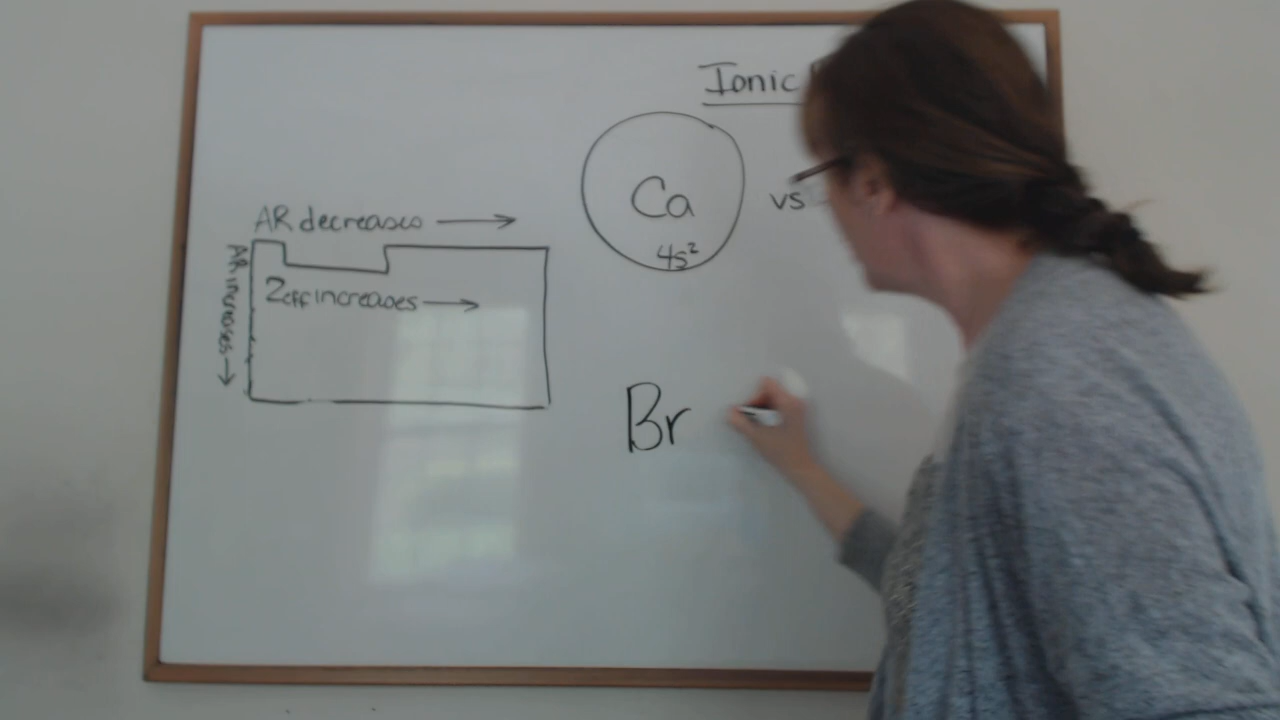 Ionic
Ca
4s²
vs
AR decreases →
AR increases →
Zeff increases →
Br